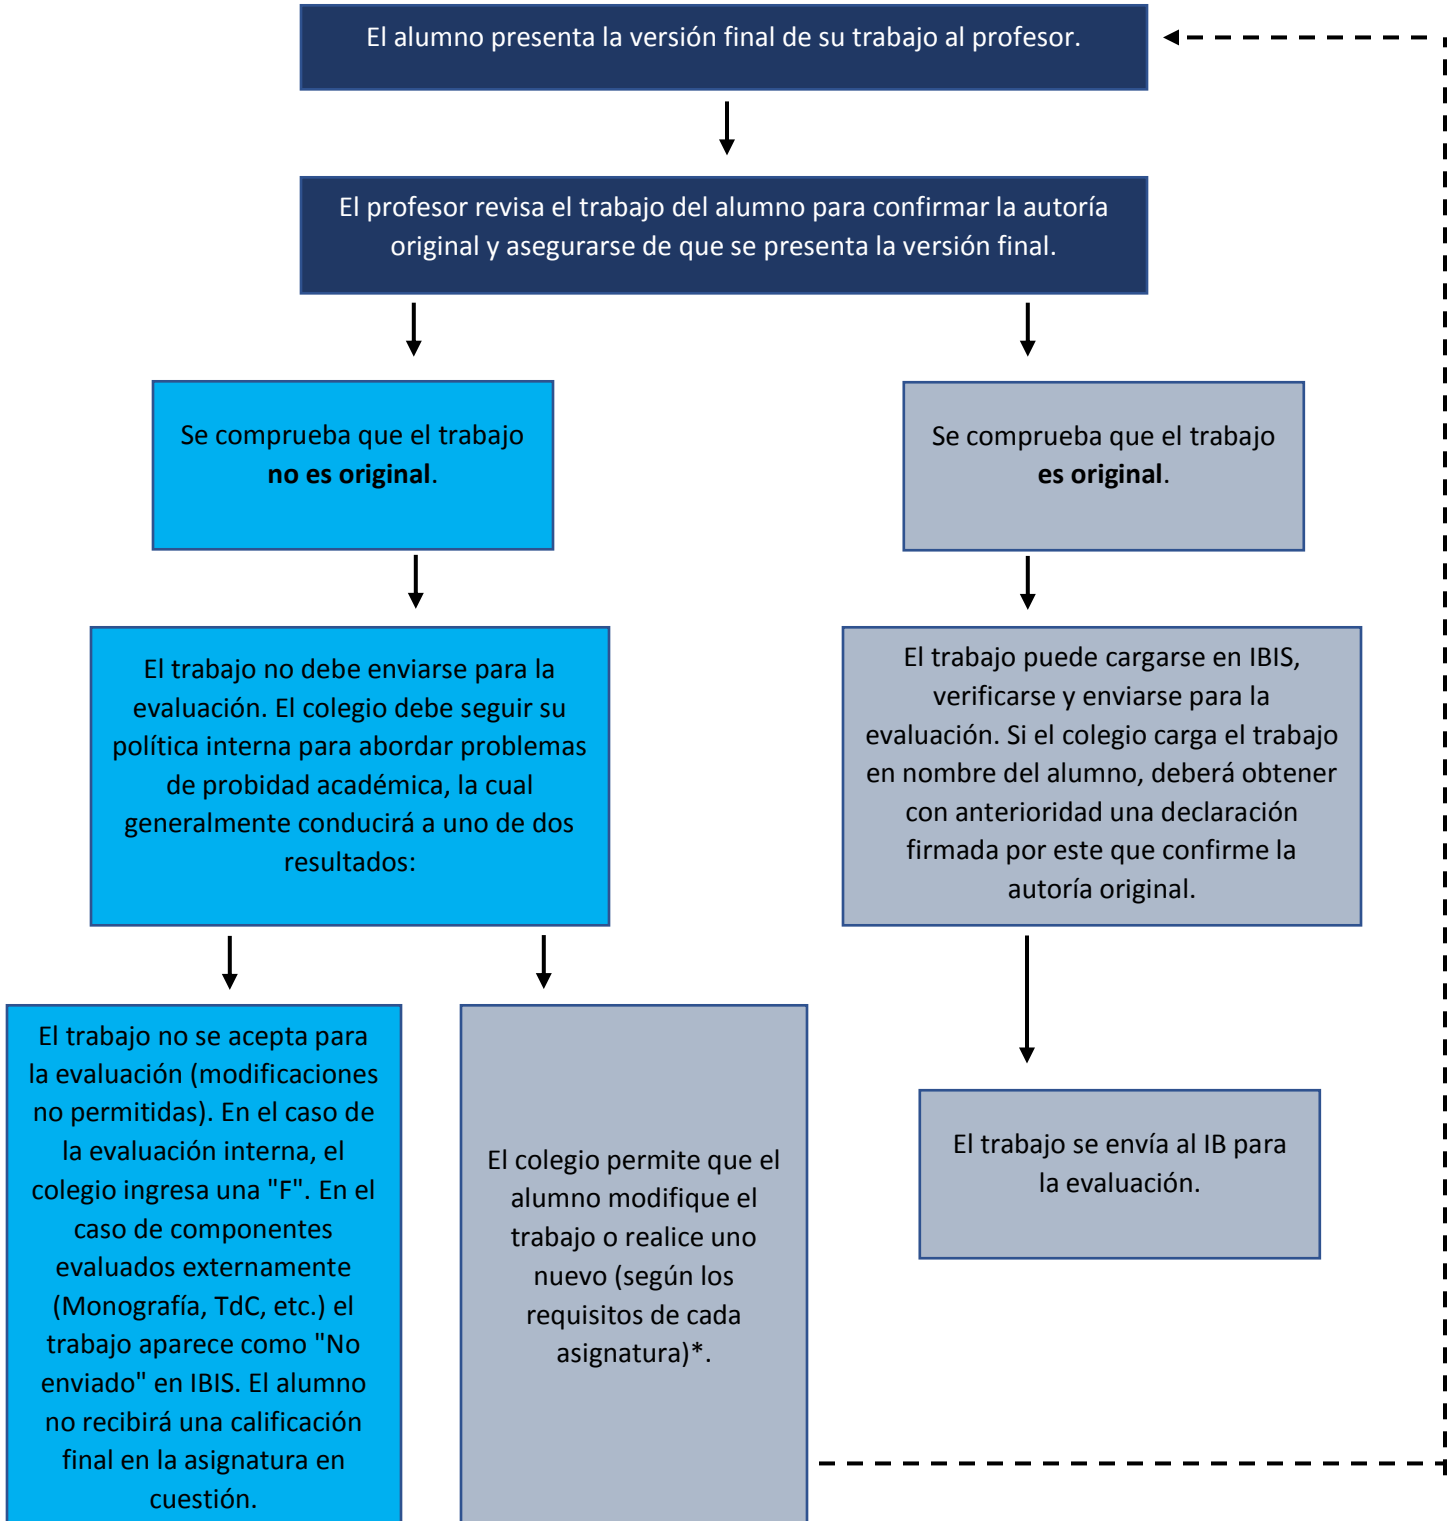 El alumno presenta la versión final de su trabajo al profesor.
El profesor revisa el trabajo del alumno para confirmar la autoría
original y asegurarse de que se presenta la versión final.
Se comprueba que el trabajo
no es original.
Se comprueba que el trabajo
es original.
El trabajo no debe enviarse para la
evaluación. El colegio debe seguir su
política interna para abordar problemas
de probidad académica, la cual
generalmente conducirá a uno de dos
resultados:
El trabajo puede cargarse en IBIS,
verificarse y enviarse para la
evaluación. Si el colegio carga el trabajo
en nombre del alumno, deberá obtener
con anterioridad una declaración
firmada por este que confirme la
autoría original.
El trabajo no se acepta para
la evaluación (modificaciones
no permitidas). En el caso de
la evaluación interna, el
colegio ingresa una "F". En el
caso de componentes
evaluados externamente
(Monografía, TdC, etc.) el
trabajo aparece como "No
enviado" en IBIS. El alumno
no recibirá una calificación
final en la asignatura en
cuestión.
El colegio permite que el
alumno modifique el
trabajo o realice uno
nuevo (según los
requisitos de cada
asignatura)*.
El trabajo se envía al IB para
la evaluación.